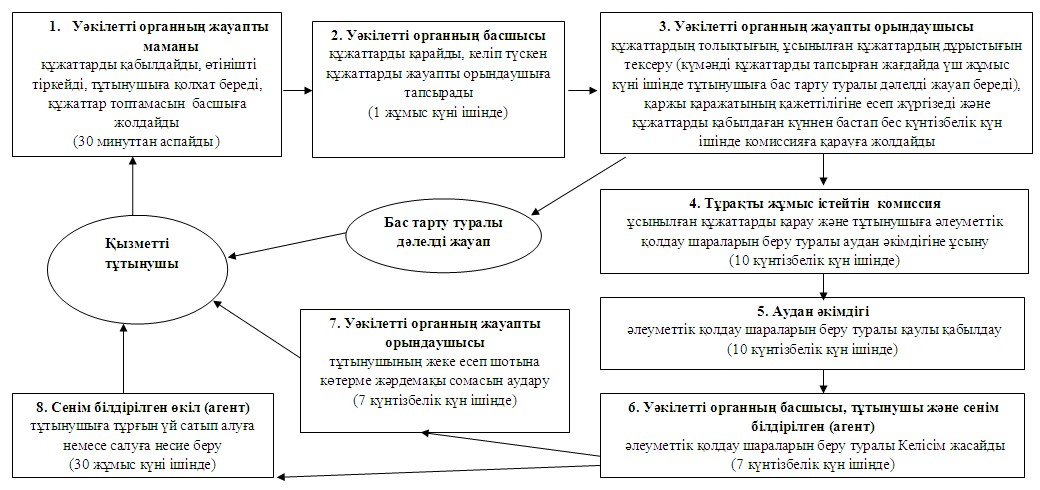 1. Уәкілетті органның жауапты
маманы
құжаттарды қабылдайды, өтінішті
тіркейді, тұтынушыға қолхат береді,
құжаттар топтамасын басшыға
жолдайды
(30 минуттан аспайды)
2. Уәкілетті органның басшысы
құжаттарды қарайды, келіп түскен
құжаттарды жауапты орындаушыға
тапсырады
(1 жұмыс күні ішінде)
3. Уәкілетті органның жауапты орындаушысы
құжаттардың толықтығын, ұсынылған құжаттардың дұрыстығын
тексеру (күмәнді құжаттарды тапсырған жағдайда үш жұмыс
күні ішінде тұтынушыға бас тарту туралы дәлелді жауап береді),
қаржы қаражатының қажеттілігіне есеп жүргізеді және
құжаттарды қабылдаған күннен бастап бес күнтізбелік күн
ішінде комиссияға қарауға жолдайды
4. Тұрақты жұмыс істейтін комиссия
ұсынылған құжаттарды қарау және тұтынушыға әлеуметтік
қолдау шараларын беру туралы аудан әкімдігіне ұсыну
(10 күнтізбелік күн ішінде)
Бас тарту туралы
дәлелді жауап
Қызметті
тұтынушы
5. Аудан әкімдігі
әлеуметтік қолдау шараларын беру туралы қаулы қабылдау
(10 күнтізбелік күн ішінде)
7. Уәкілетті органның жауапты
орындаушысы
тұтынушының жеке есеп шотына
көтерме жәрдемақы сомасын аудару
(7 күнтізбелік күн ішінде)
8. Сенім білдірілген өкіл (агент)
тұтынушыға тұрғын үй сатып алуға
немесе салуға несие беру
(30 жұмыс күні ішінде)
6. Уәкілетті органның басшысы, тұтынушы және сенім
білдірілген (агент)
әлеуметтік қолдау шараларын беру туралы Келісім жасайды
(7 күнтізбелік күн ішінде)